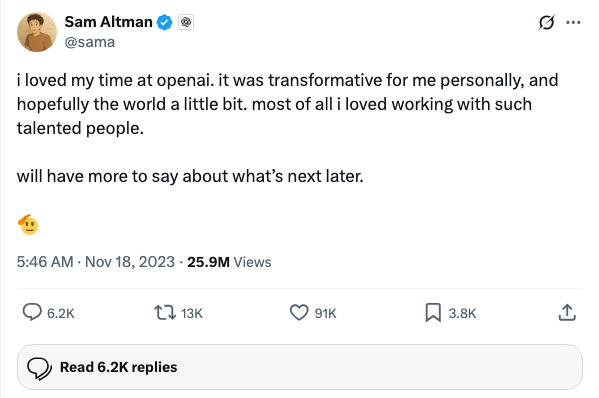 Sam Altman
@sama
i loved my time at openai. it was transformative for me personally, and
hopefully the world a little bit. most of all i loved working with such
talented people.
will have more to say about what’s next later.
🫡
5:46 AM · Nov 18, 2023 · 25.9M Views
6.2K 13K 91K 3.8K
Read 6.2K replies